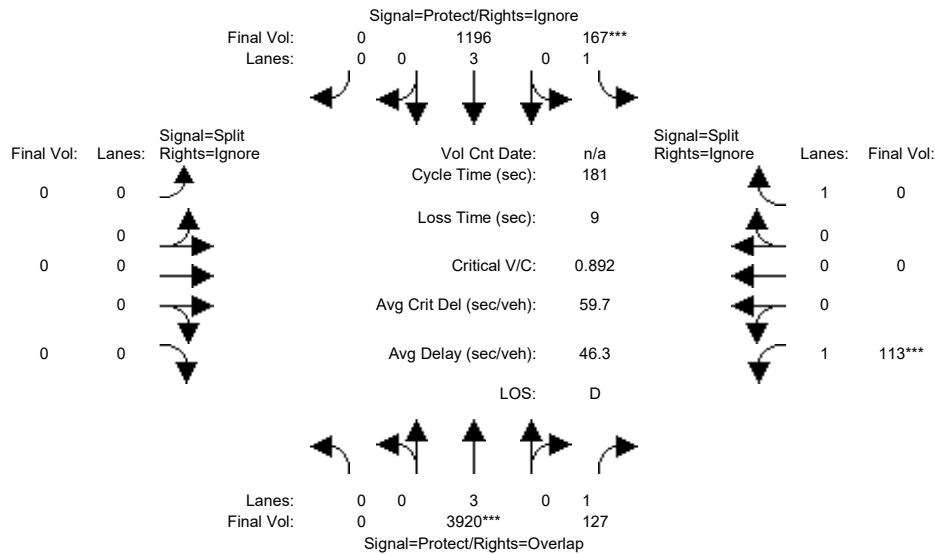 Signal=Protect/Rights=Ignore
Final Vol: 0 1196 167***
Lanes: 0 0 3 0 1
Signal=Split Signal=Split
Final Vol: Lanes: Rights=Ignore Vol Cnt Date: n/a Rights=Ignore Lanes: Final Vol:
Cycle Time (sec): 181
0 0 1 0
Loss Time (sec): 9
0 0
0 0 Critical V/C: 0.892 0 0
0 Avg Crit Del (sec/veh): 59.7 0
0 0 Avg Delay (sec/veh): 46.3 1 113***
LOS: D
Lanes: 0 0 3 0 1
Final Vol: 0 3920*** 127
Signal=Protect/Rights=Overlap